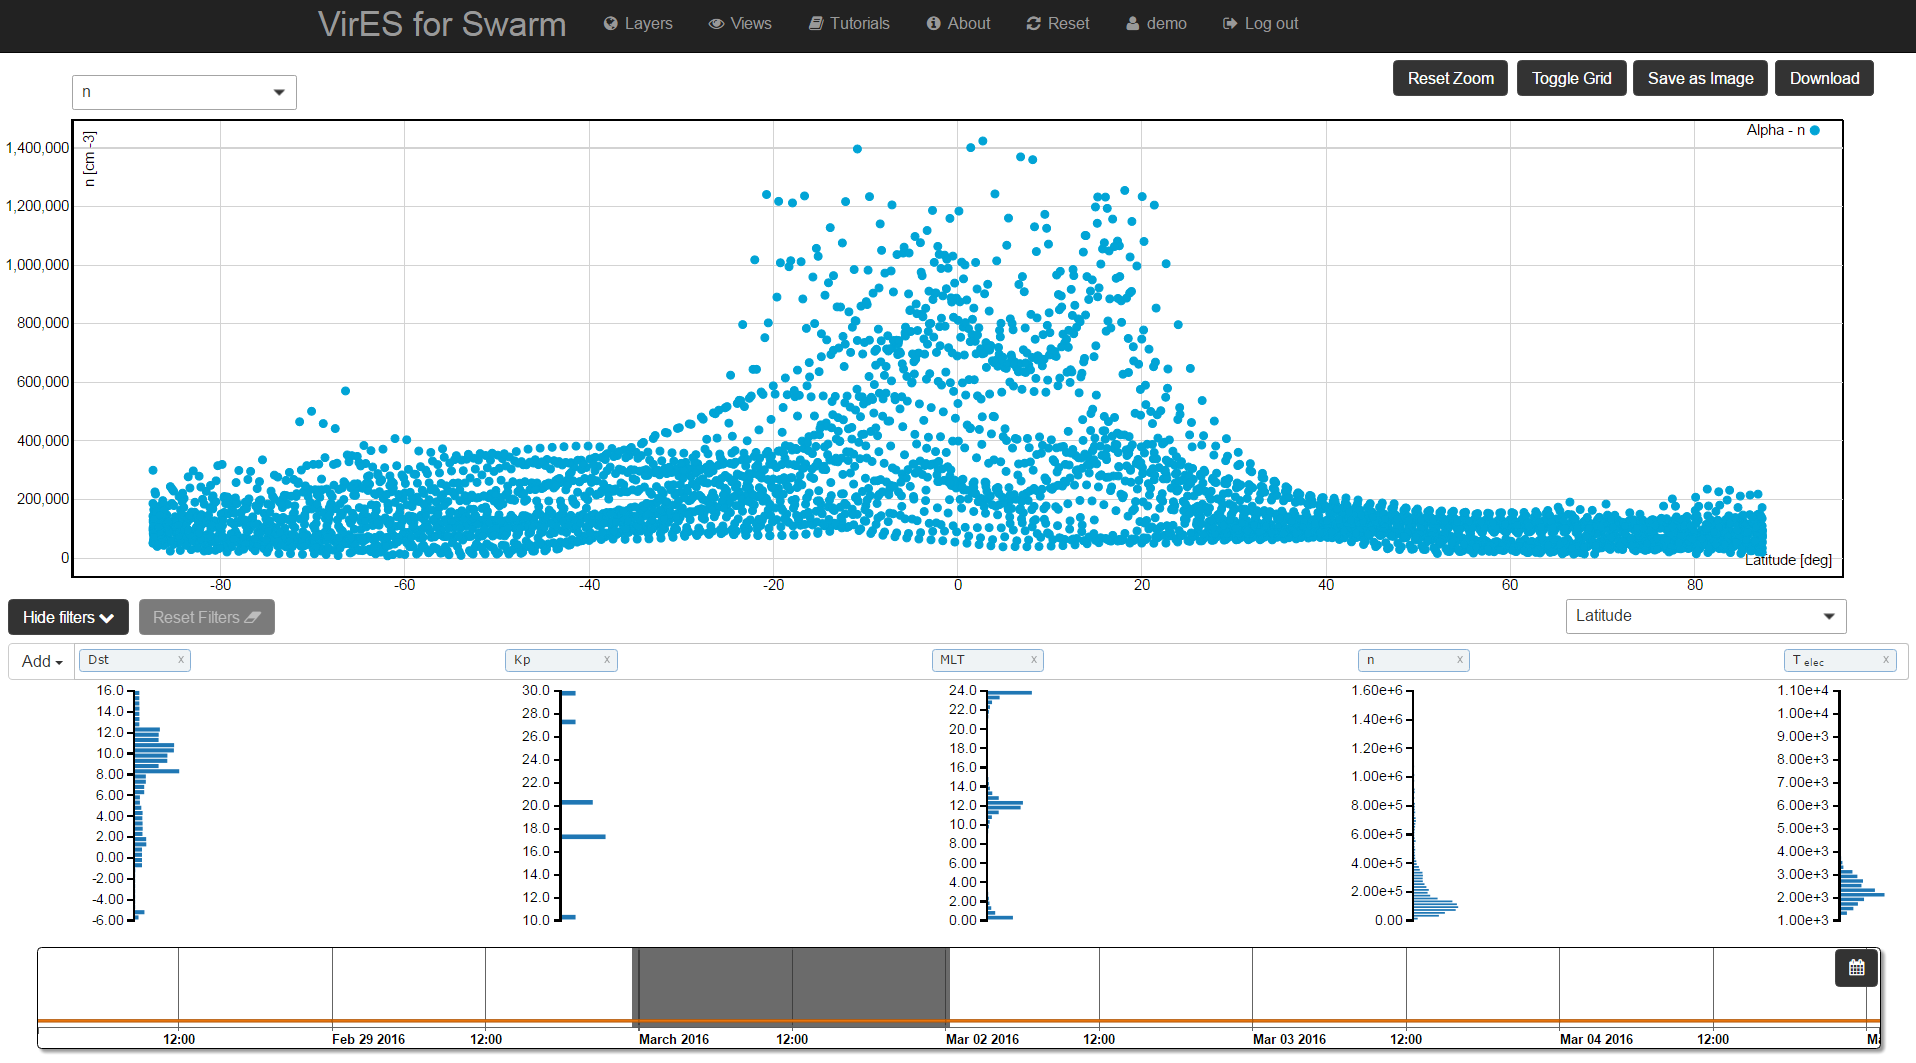 VirES for Swarm Layers Views Tutorials About Reset demo Log out
n Reset Zoom Toggle Grid Save as Image Download
n [cm -3]
Alpha - n
1,400,000
1,200,000
1,000,000
800,000
600,000
400,000
200,000
0
Latitude [deg]
-80 -60 -40 -20 0 20 40 60 80
Hide filters Reset Filters Latitude
Add Dst x Kp x MLT x n x T elec x
16.0 30.0 24.0 1.60e+6 1.10e+4
14.0 28.0 22.0 1.40e+6 1.00e+4
12.0 26.0 20.0 1.20e+6 9.00e+3
10.0 24.0 18.0 1.00e+6 8.00e+3
8.00 22.0 16.0 8.00e+5 7.00e+3
6.00 20.0 14.0 6.00e+5 6.00e+3
4.00 18.0 12.0 4.00e+5 5.00e+3
2.00 16.0 10.0 2.00e+5 4.00e+3
0.00 14.0 8.00 0.00 3.00e+3
-2.00 12.0 6.00 2.00e+3
-4.00 10.0 4.00 1.00e+3
-6.00 2.00
0.00
12:00 Feb 29 2016 12:00 March 2016 12:00 Mar 02 2016 12:00 Mar 03 2016 12:00 Mar 04 2016 12:00